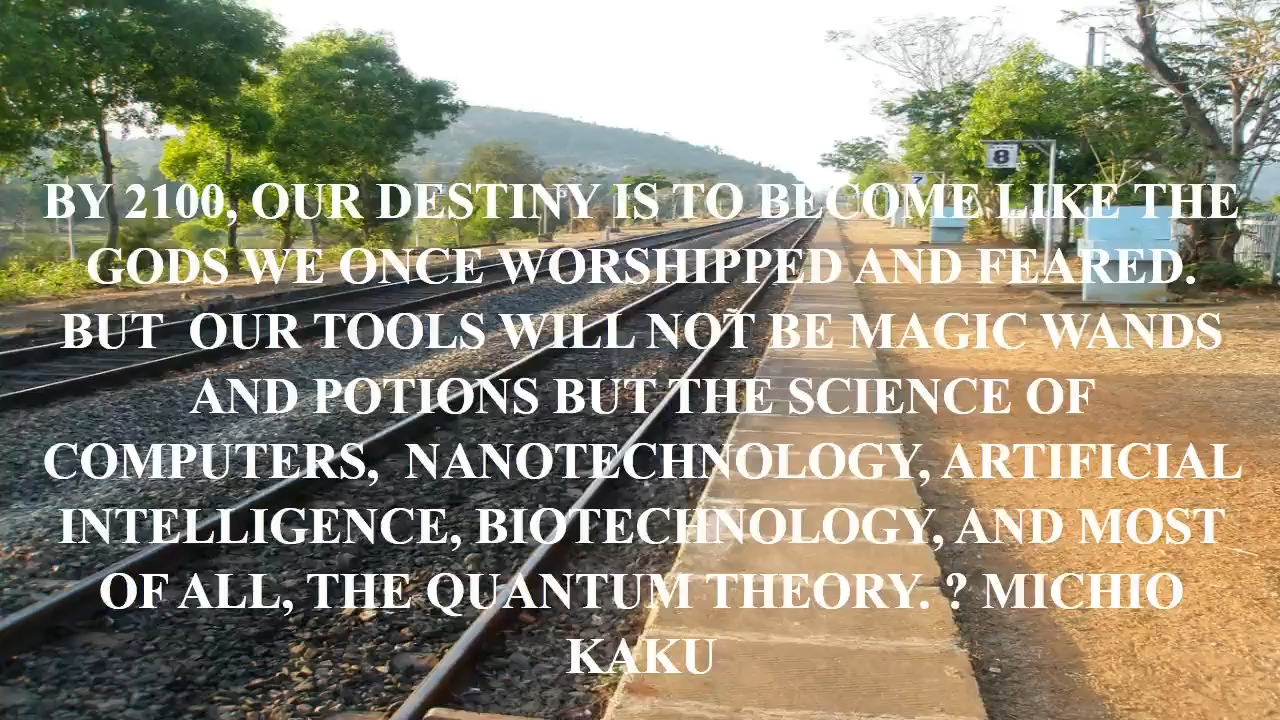 7
8
BY 2100, OUR DESTINY IS TO BECOME LIKE THE
GODS WE ONCE WORSHIPPED AND FEARED.
BUT  OUR TOOLS WILL NOT BE MAGIC WANDS
AND POTIONS BUT THE SCIENCE OF
COMPUTERS,  NANOTECHNOLOGY, ARTIFICIAL
INTELLIGENCE, BIOTECHNOLOGY, AND MOST
OF ALL, THE QUANTUM THEORY. ? MICHIO
KAKU